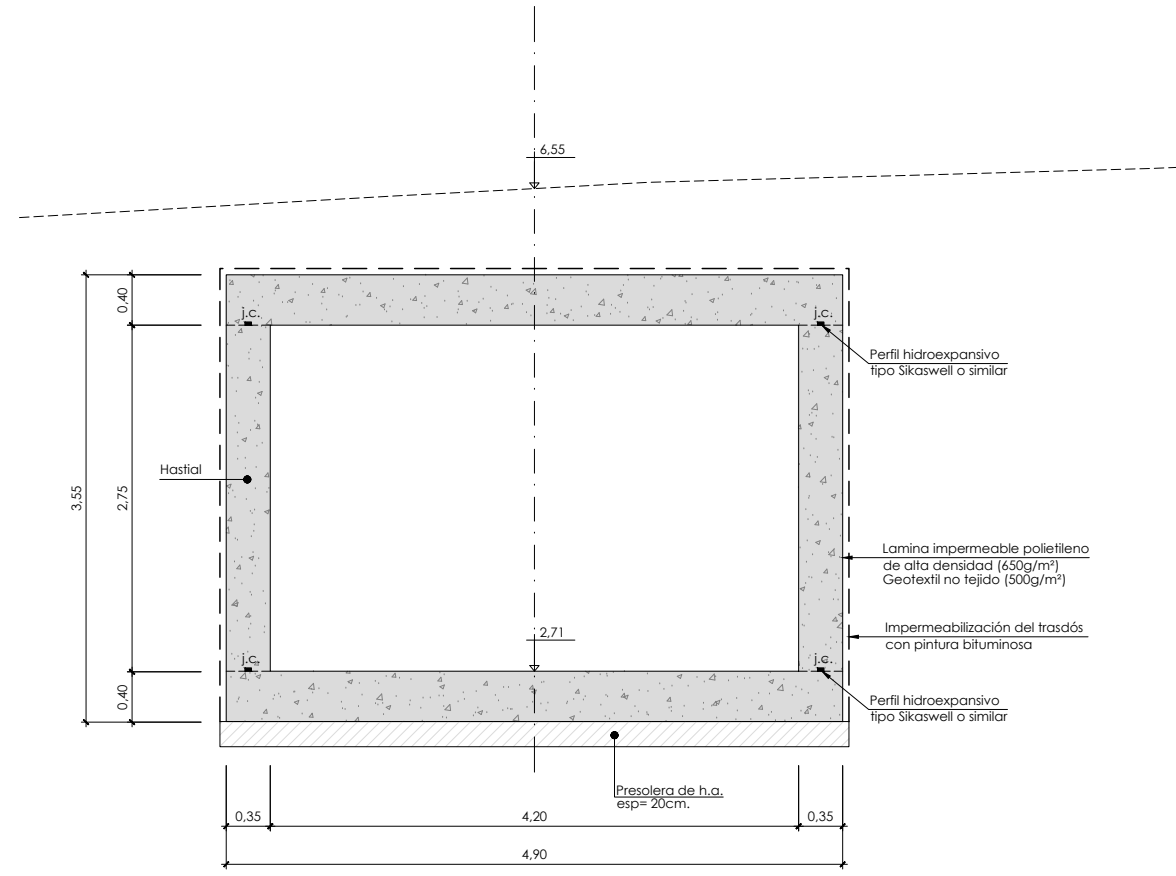 6,55
0,40
j.c.
j.c.
Perfil hidroexpansivo
tipo Sikaswell o similar
Hastial
3,55
2,75
Lamina impermeable polietileno
de alta densidad (650g/m²)
Geotextil no tejido (500g/m²)
2,71
Impermeabilización del trasdós
con pintura bituminosa
j.c.
j.c.
0,40
Perfil hidroexpansivo
tipo Sikaswell o similar
Presolera de h.a.
esp= 20cm.
0,35
4,20
0,35
4,90